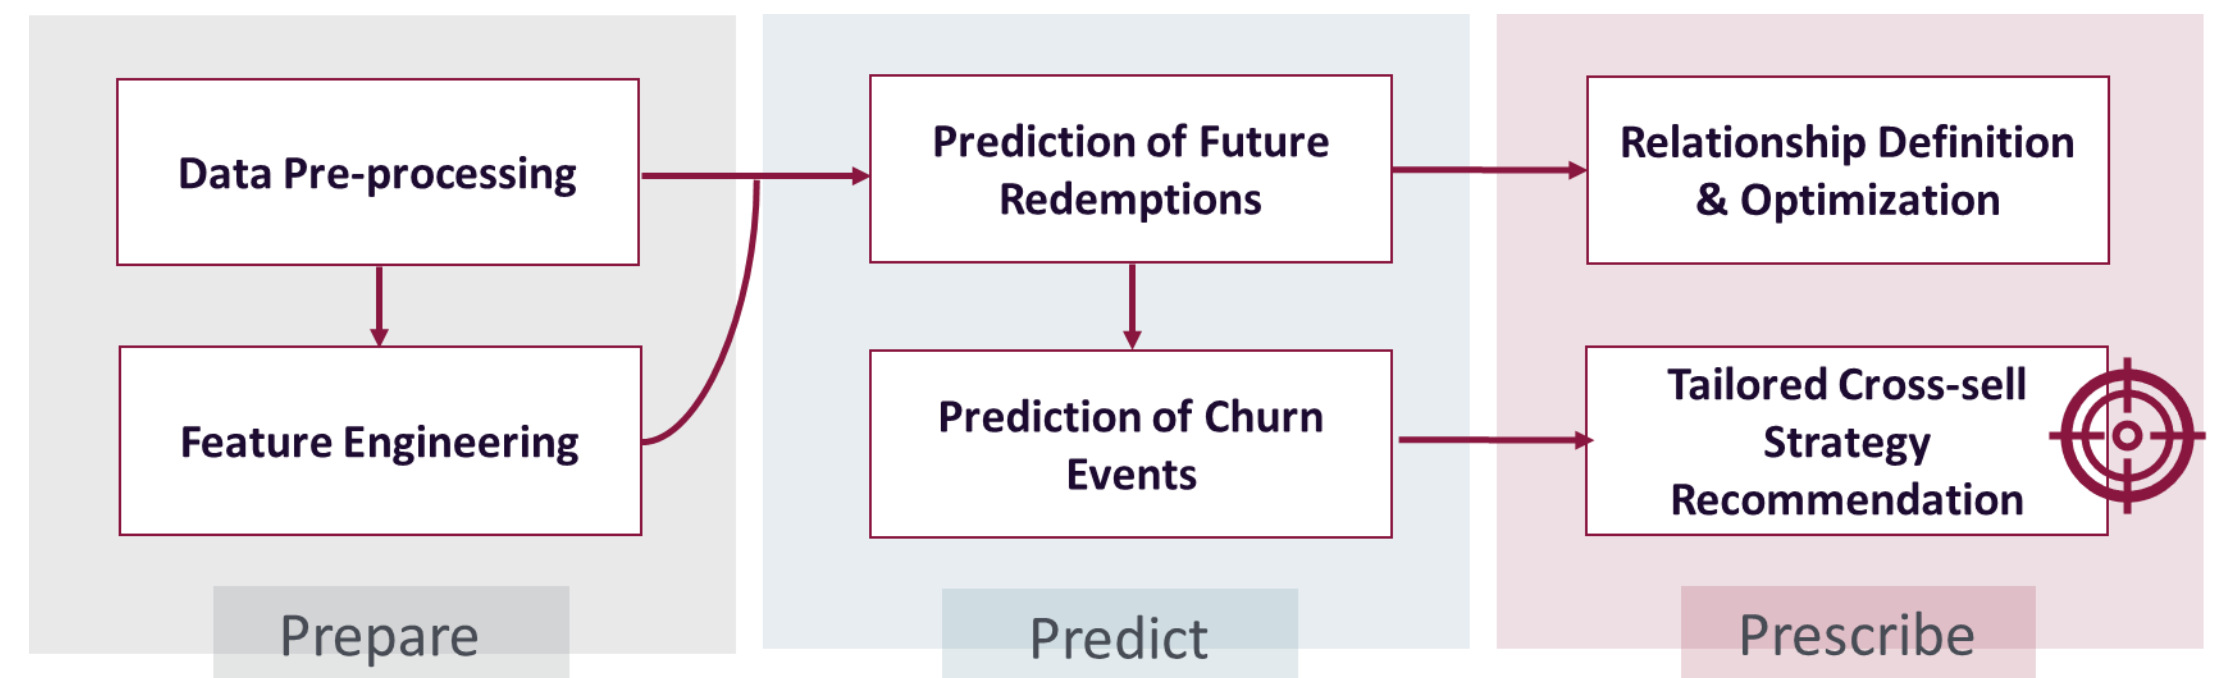 Data Pre-processing
Feature Engineering
Prepare
Prediction of Future
Redemptions
Prediction of Churn
Events
Predict
Relationship Definition
& Optimization
Tailored Cross-sell
Strategy
Recommendation
Prescribe